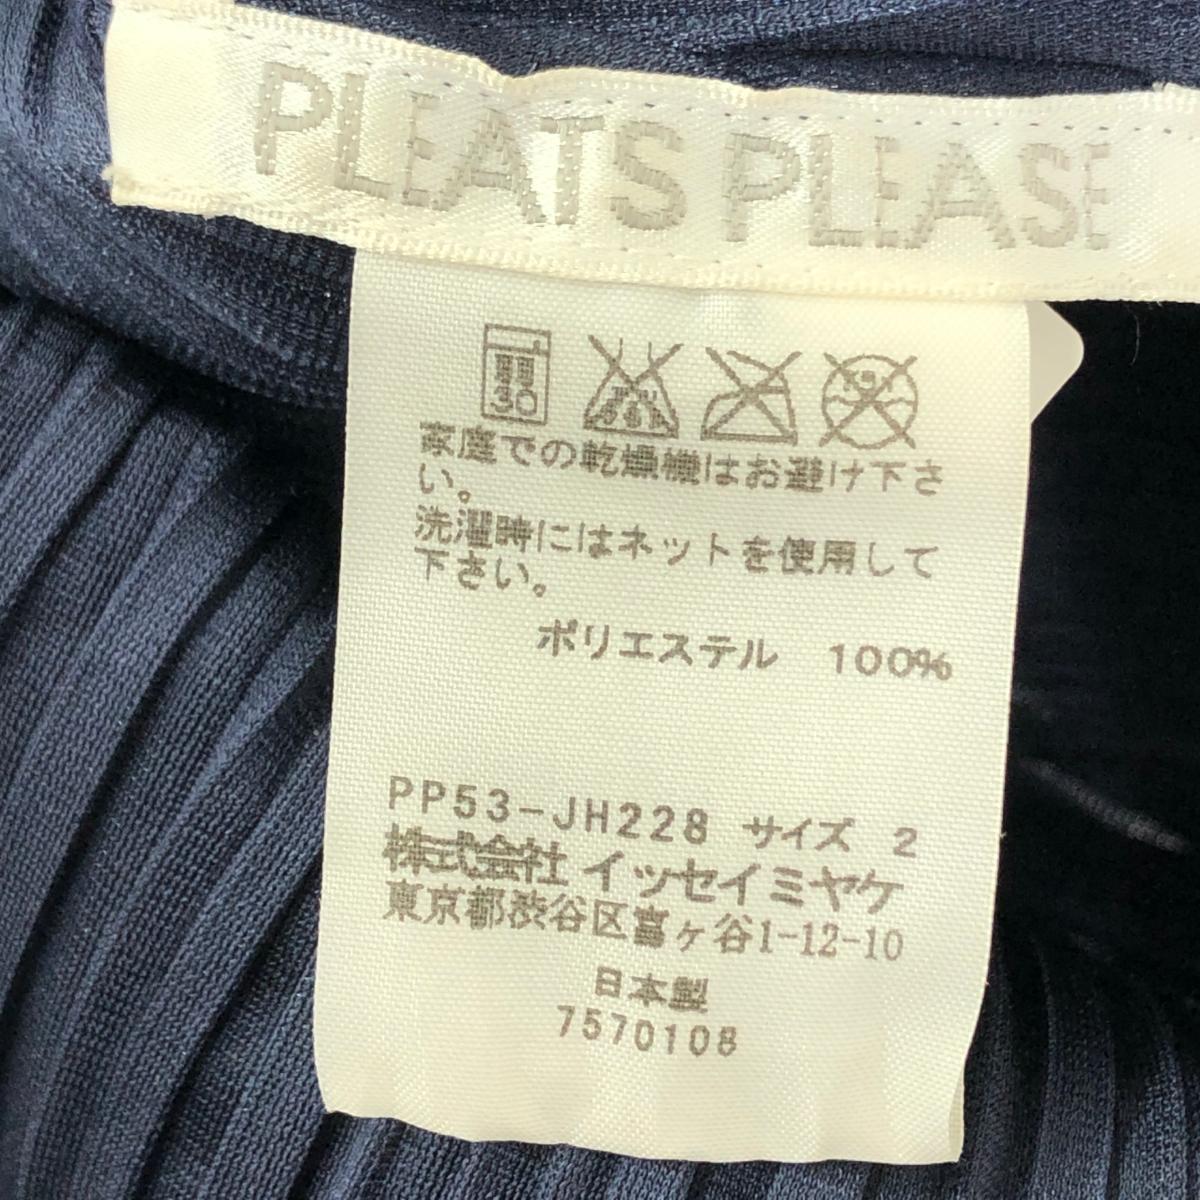 PLEATS PLEASE
30
家庭での乾燥機はお避け下さ
い。
洗濯時にはネットを使用して
下さい。
ポリエステル 100%
PP53-JH228 サイズ 2
株式会社 イッセイミヤケ
東京都渋谷区富ヶ谷1-12-10
日本製
7570108